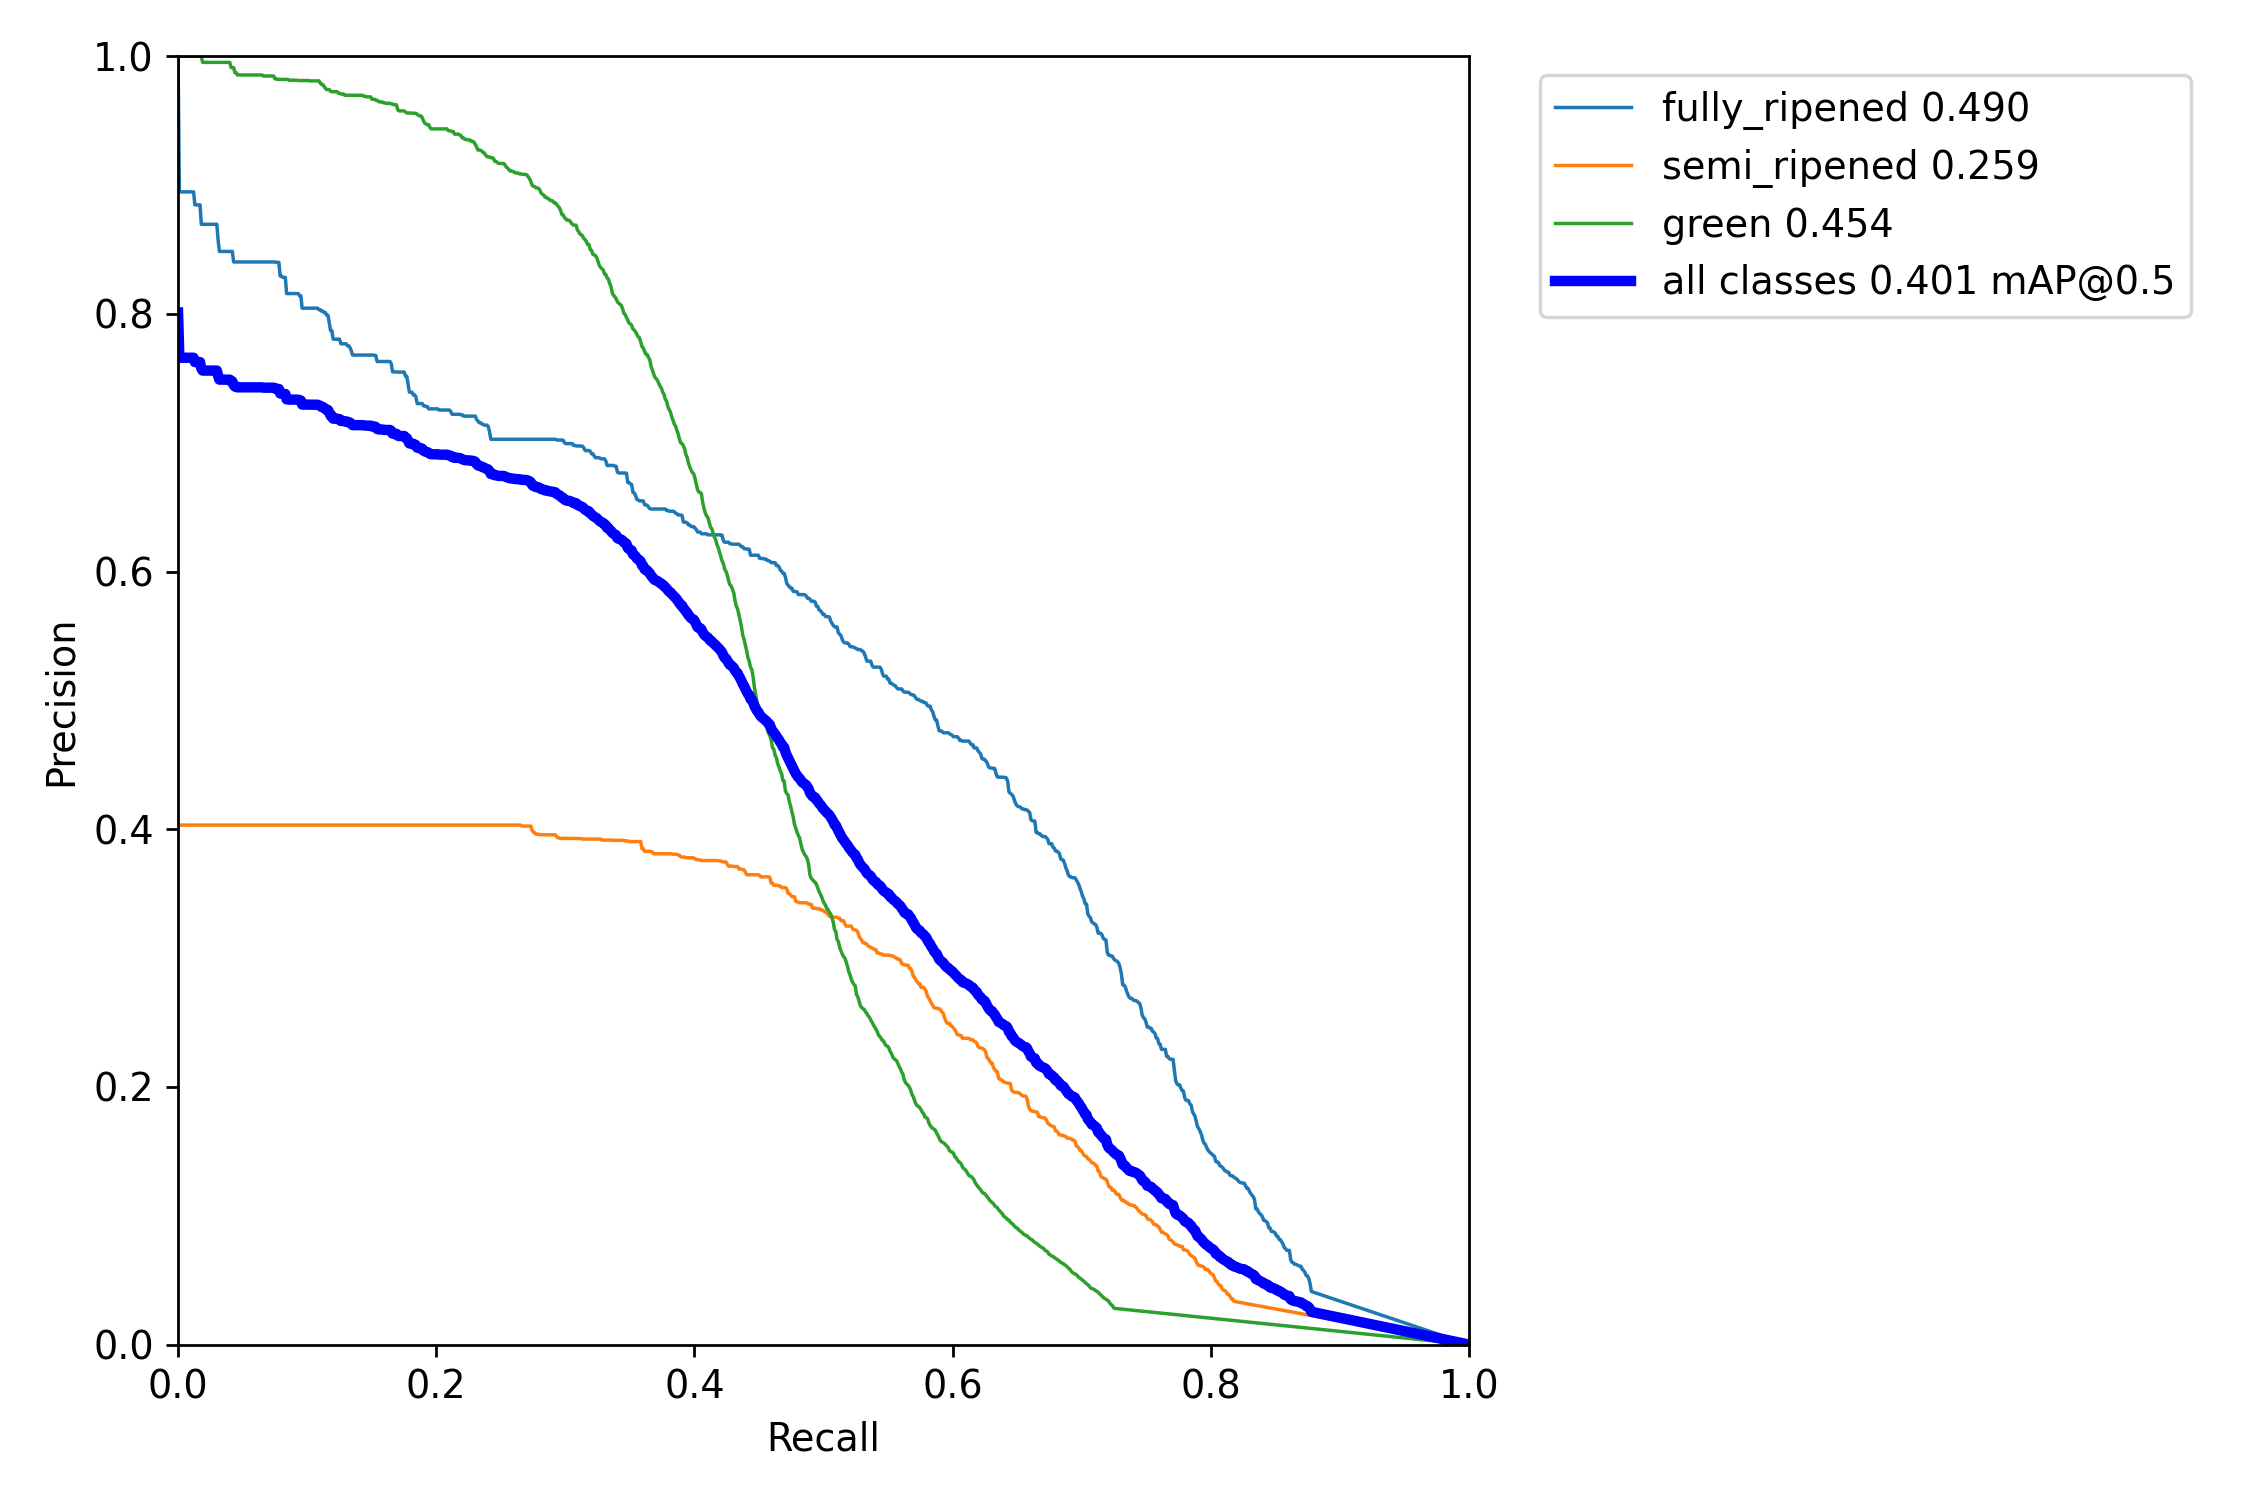 1.0
0.8
0.6
0.4
0.2
0.0
Precision
0.0 0.2 0.4 0.6 0.8 1.0
Recall
fully_ripened 0.490
semi_ripened 0.259
green 0.454
all classes 0.401 mAP@0.5